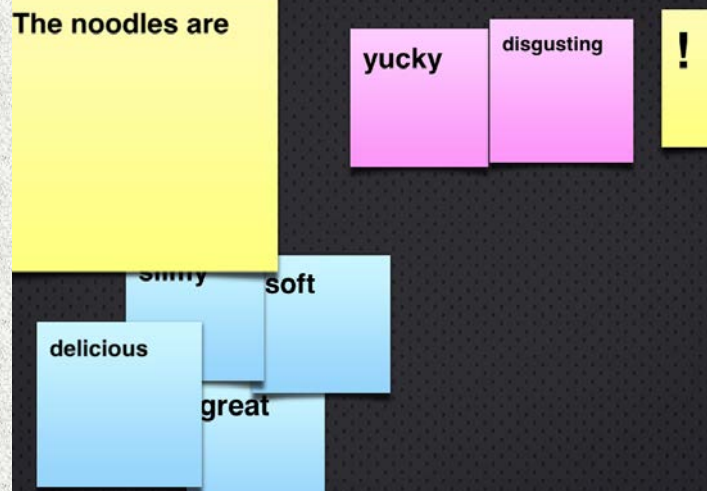 The noodles are
yucky
disgusting
!
soft
delicious
great